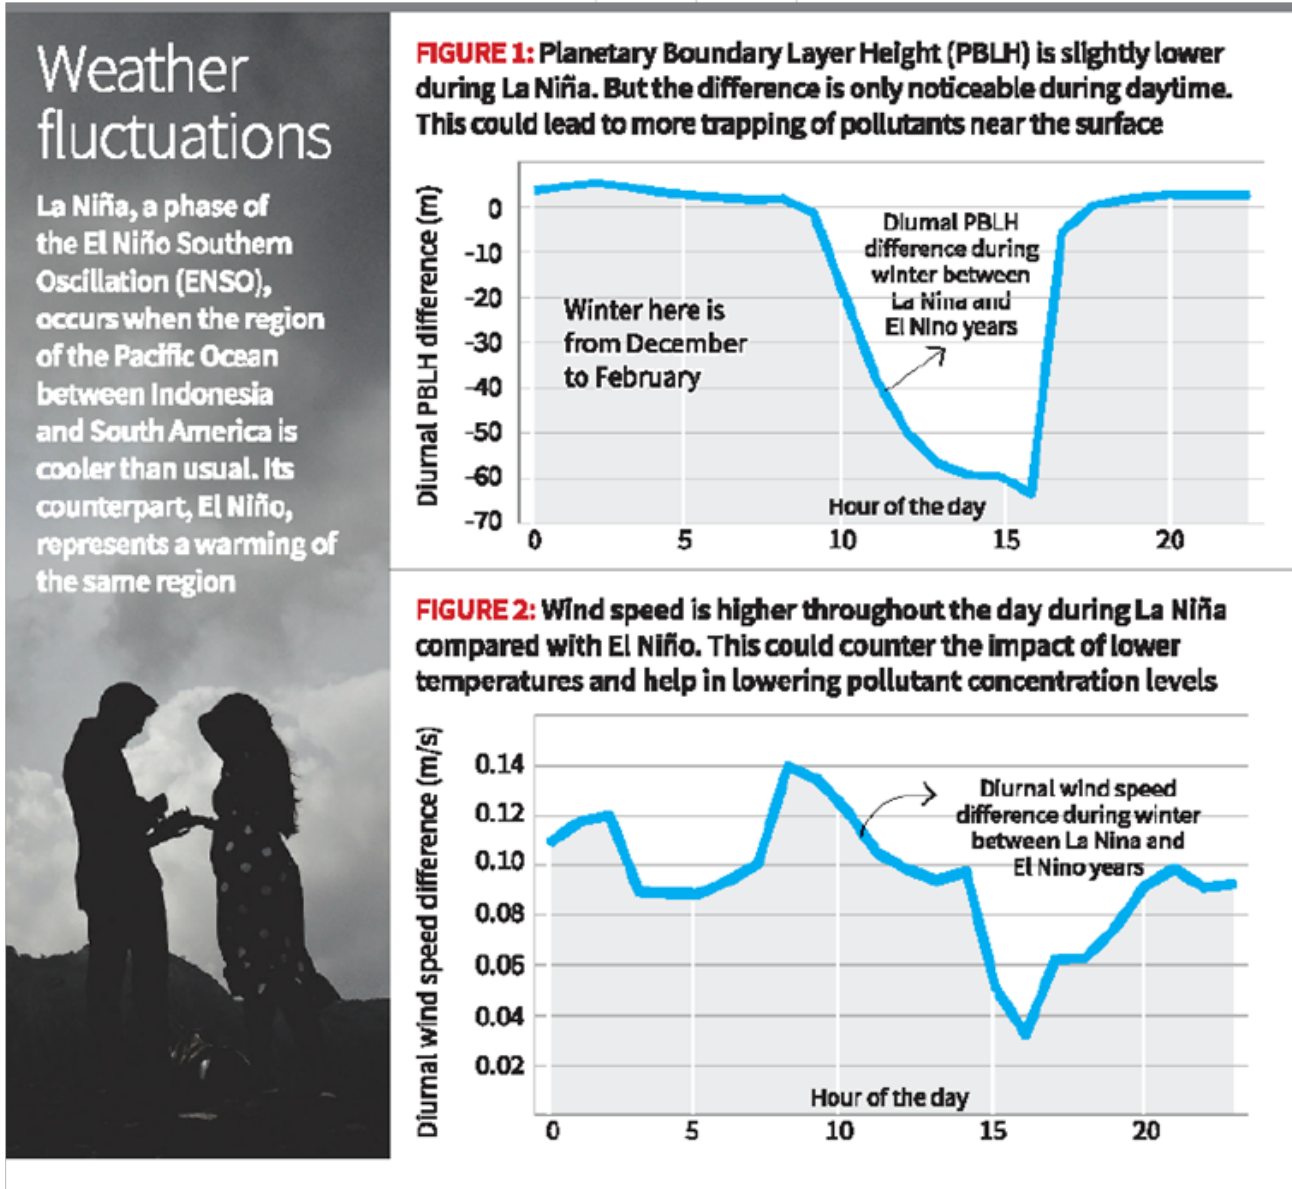 Weather
fluctuations
La Niña, a phase of
the El Niño Southern
Oscillation (ENSO),
occurs when the region
of the Pacific Ocean
between Indonesia
and South America is
cooler than usual. Its
counterpart, El Niño,
represents a warming of
the same region
FIGURE 1: Planetary Boundary Layer Height (PBLH) is slightly lower
during La Niña. But the difference is only noticeable during daytime.
This could lead to more trapping of pollutants near the surface
Diurnal PBLH difference (m)
0
-10
-20
-30
-40
-50
-60
-70
Winter here is
from December
to February
Diurnal PBLH
difference during
winter between
La Nina and
El Nino years
Hour of the day
0 5 10 15 20
FIGURE 2: Wind speed is higher throughout the day during La Niña
compared with El Niño. This could counter the impact of lower
temperatures and help in lowering pollutant concentration levels
Diurnal wind speed difference (m/s)
0.14
0.12
0.10
0.08
0.06
0.04
0.02
Diurnal wind speed
difference during winter
between La Nina and
El Nino years
Hour of the day
0 5 10 15 20